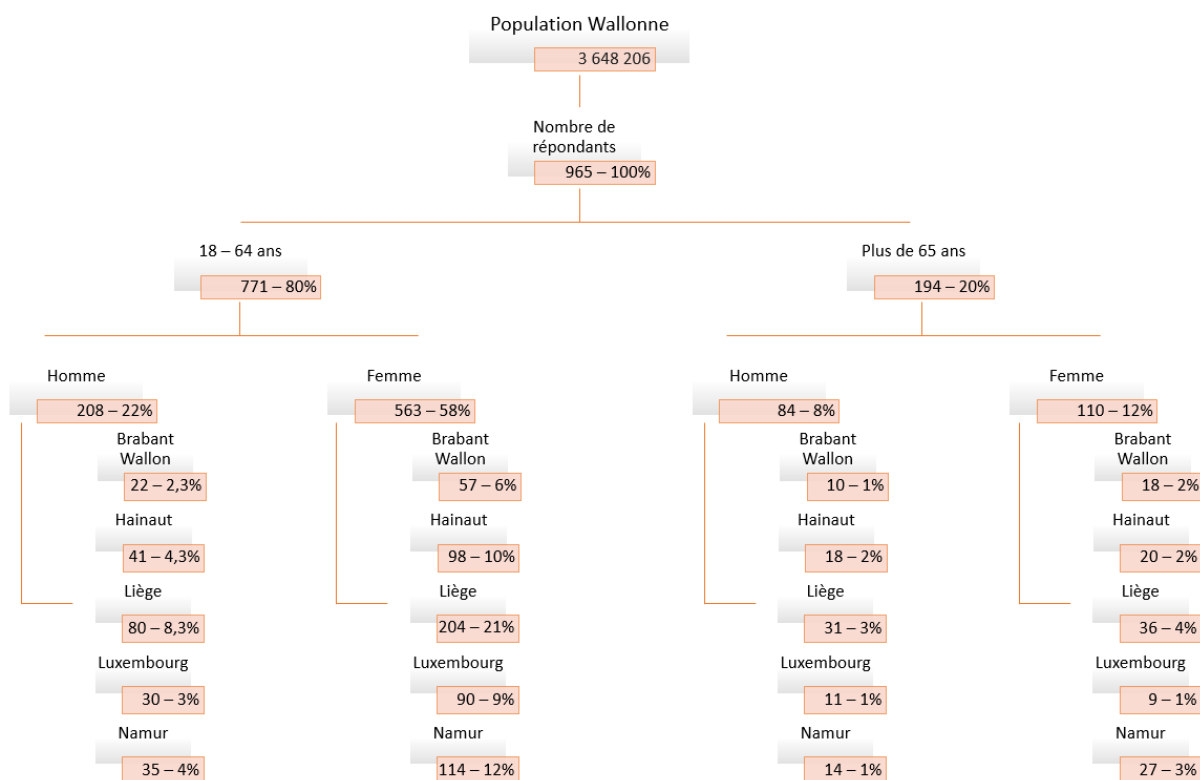 Population Wallonne
3 648 206
Nombre de
répondants
965 – 100%
18 – 64 ans
771 – 80%
Plus de 65 ans
194 – 20%
Homme
208 – 22%
Brabant
Wallon
22 – 2,3%
Hainaut
41 – 4,3%
Liège
80 – 8,3%
Luxembourg
30 – 3%
Namur
35 – 4%
Femme
563 – 58%
Brabant
Wallon
57 – 6%
Hainaut
98 – 10%
Liège
204 – 21%
Luxembourg
90 – 9%
Namur
114 – 12%
Homme
84 – 8%
Brabant
Wallon
10 – 1%
Hainaut
18 – 2%
Liège
31 – 3%
Luxembourg
11 – 1%
Namur
14 – 1%
Femme
110 – 12%
Brabant
Wallon
18 – 2%
Hainaut
20 – 2%
Liège
36 – 4%
Luxembourg
9 – 1%
Namur
27 – 3%